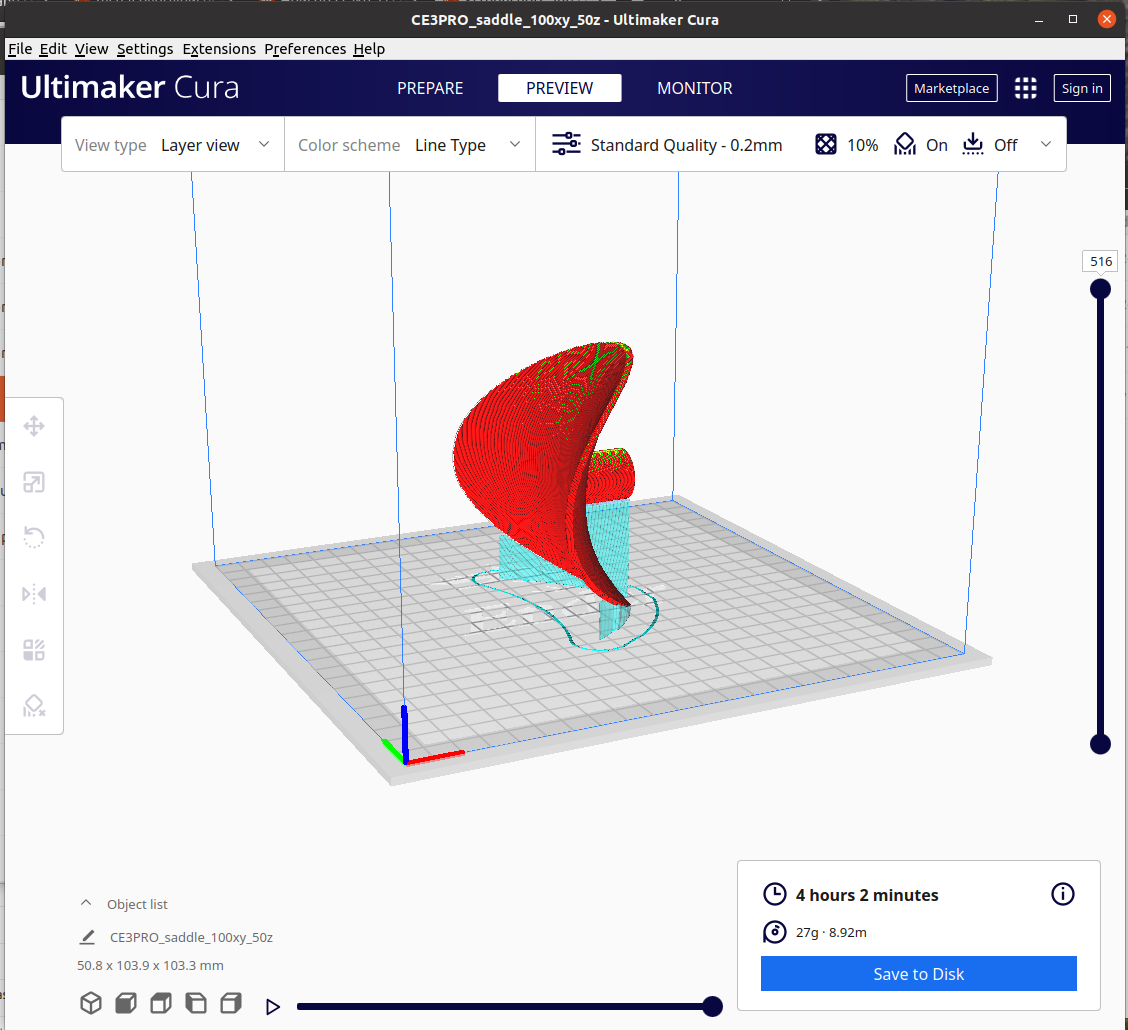 CE3PRO_saddle_100xy_50z - Ultimaker Cura
File Edit View Settings Extensions Preferences Help
Ultimaker Cura PREPARE PREVIEW MONITOR Marketplace Sign in
View type Layer view Color scheme Line Type Standard Quality - 0.2mm 10% On Off
516
4 hours 2 minutes
27g · 8.92m
Save to Disk
Object list
CE3PRO_saddle_100xy_50z
50.8 x 103.9 x 103.3 mm